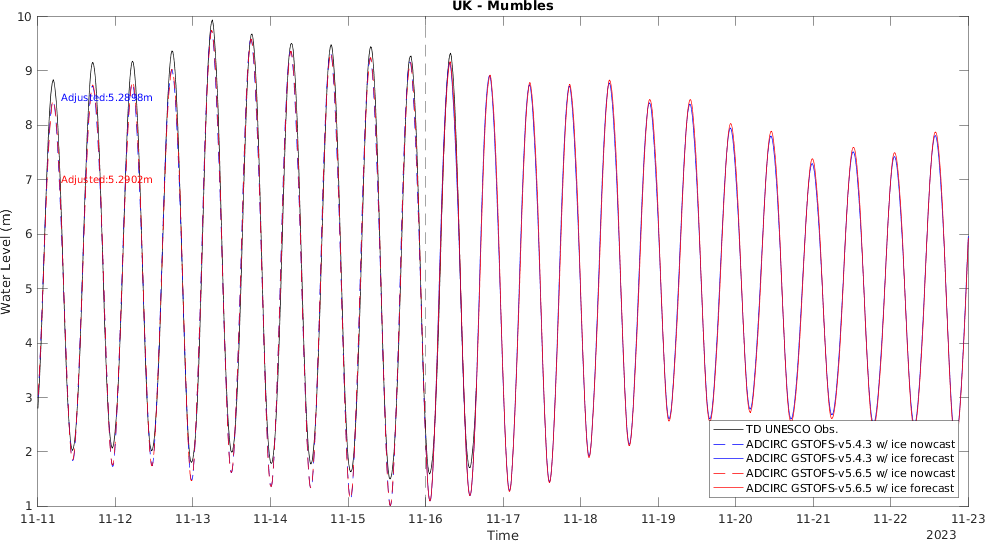 UK - Mumbles
10
9
8
7
6
5
4
3
2
1
Water Level (m)
Adjusted:5.2898m
Adjusted:5.2902m
TD UNESCO Obs.
ADCIRC GSTOFS-v5.4.3 w/ ice nowcast
ADCIRC GSTOFS-v5.4.3 w/ ice forecast
ADCIRC GSTOFS-v5.6.5 w/ ice nowcast
ADCIRC GSTOFS-v5.6.5 w/ ice forecast
11-11 11-12 11-13 11-14 11-15 11-16 11-17 11-18 11-19 11-20 11-21 11-22 11-23
Time
2023